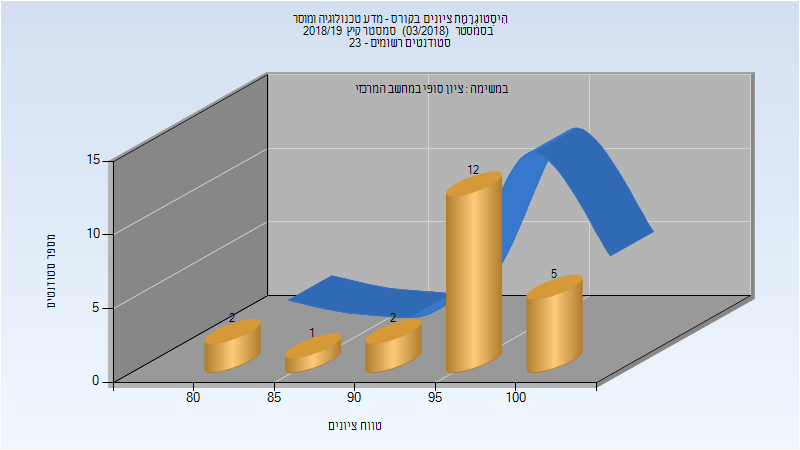 היסטוגרמת ציונים בקורס - מדע טכנולוגיה ומוסר
בסמסטר (03/2018) סמסטר קיץ 2018/19
סטודנטים רשומים - 23
במשימה : ציון סופי במחשב המרכזי
מספר סטודנטים
15
10
5
0
2
1
2
12
5
80
85
90
95
100
טווח ציונים